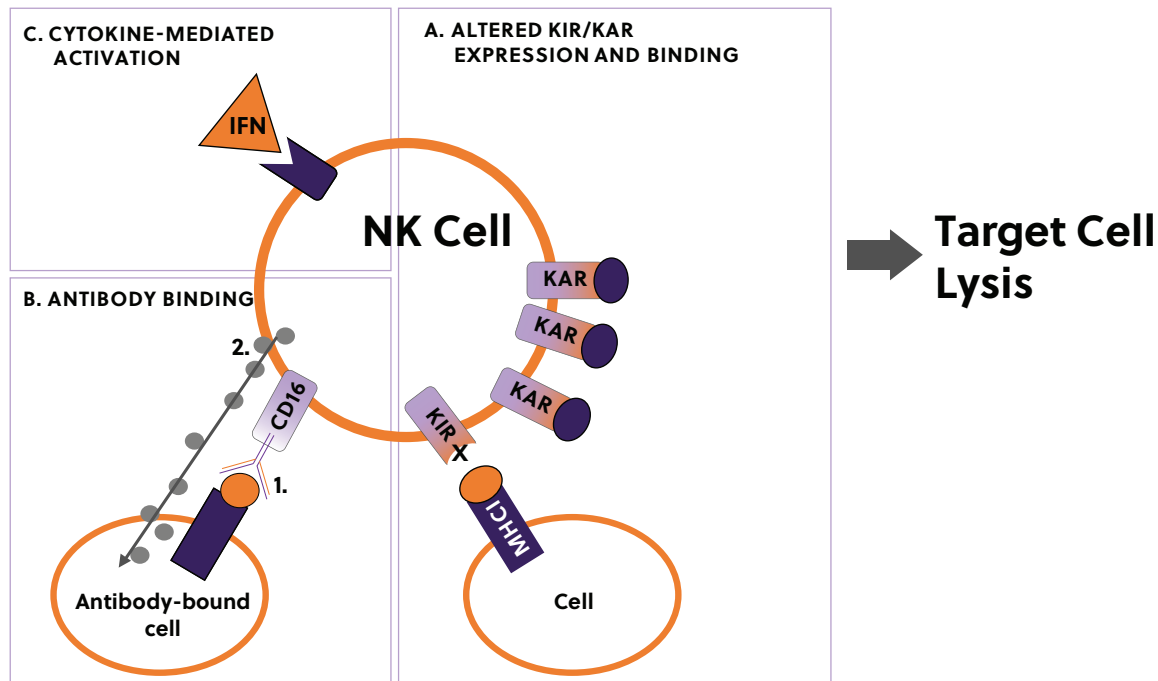 C. CYTOKINE-MEDIATED
ACTIVATION
A. ALTERED KIR/KAR
EXPRESSION AND BINDING
IFN
NK Cell
Target Cell
Lysis
KAR
KAR
KAR
KIR
X
MHCI
Cell
B. ANTIBODY BINDING
2.
CD16
1.
Antibody-bound
cell